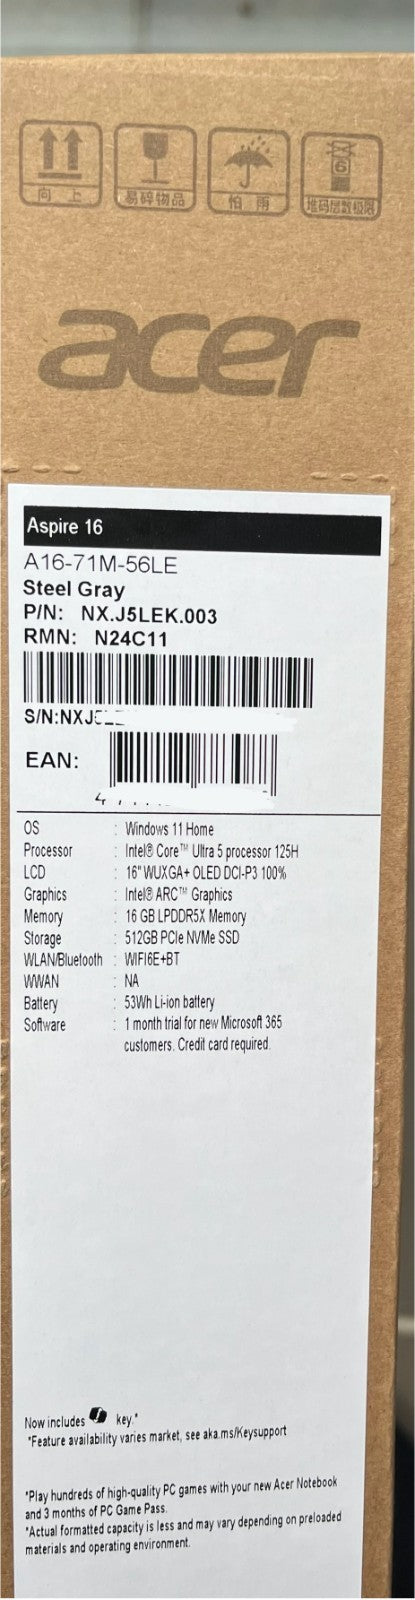 向 上
易碎物品
怕 雨
6
堆码层数极限
acer
Aspire 16
A16-71M-56LE
Steel Gray
P/N: NX.J5LEK.003
RMN: N24C11
S/N:NXJ5
EAN:
4
OS : Windows 11 Home
Processor : Intel® Core™ Ultra 5 processor 125H
LCD : 16" WUXGA+ OLED DCI-P3 100%
Graphics : Intel® ARC™ Graphics
Memory : 16 GB LPDDR5X Memory
Storage : 512GB PCIe NVMe SSD
WLAN/Bluetooth : WIFI6E+BT
WWAN : NA
Battery : 53Wh Li-ion battery
Software : 1 month trial for new Microsoft 365
customers. Credit card required.
Now includes key.*
*Feature availability varies market, see aka.ms/Keysupport
*Play hundreds of high-quality PC games with your new Acer Notebook
and 3 months of PC Game Pass.
*Actual formatted capacity is less and may vary depending on preloaded
materials and operating environment.